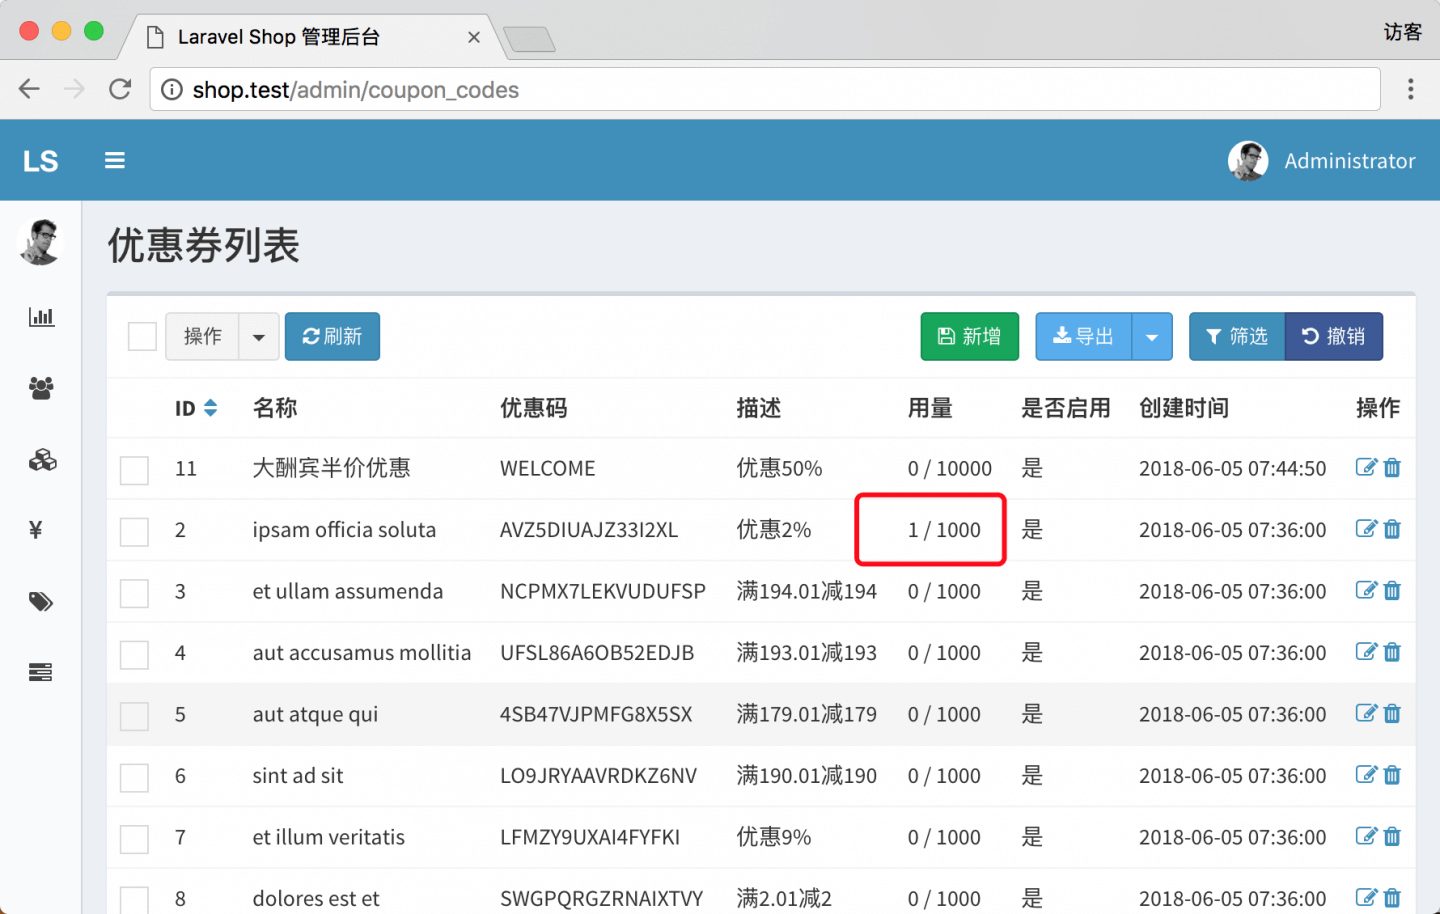 Laravel Shop 管理后台
访客
shop.test/admin/coupon_codes
LS
Administrator
优惠券列表
操作 刷新 新增 导出 筛选 撤销
ID 名称 优惠码 描述 用量 是否启用 创建时间 操作
11 大酬宾半价优惠 WELCOME 优惠50% 0 / 10000 是 2018-06-05 07:44:50
2 ipsam officia soluta AVZ5DIUAJZ33I2XL 优惠2% 1 / 1000 是 2018-06-05 07:36:00
3 et ullam assumenda NCPMX7LEKVUDUFSP 满194.01减194 0 / 1000 是 2018-06-05 07:36:00
4 aut accusamus mollitia UFSL86A6OB52EDJB 满193.01减193 0 / 1000 是 2018-06-05 07:36:00
5 aut atque qui 4SB47VJPMFG8X5SX 满179.01减179 0 / 1000 是 2018-06-05 07:36:00
6 sint ad sit LO9JRYAAVRDKZ6NV 满190.01减190 0 / 1000 是 2018-06-05 07:36:00
7 et illum veritatis LFMZY9UXAI4FYFKI 优惠9% 0 / 1000 是 2018-06-05 07:36:00
8 dolores est et SWGPQRGZRNAIXTVY 满2.01减2 0 / 1000 是 2018-06-05 07:36:00